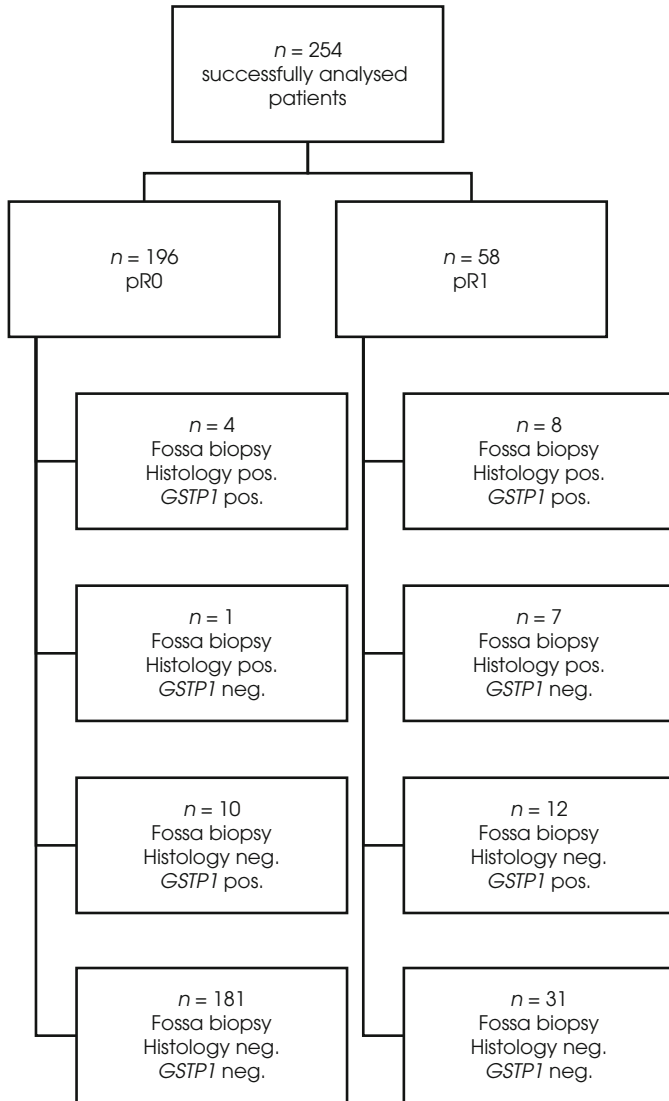 n = 254
successfully analysed
patients
n = 196
pR0
n = 58
pR1
n = 4
Fossa biopsy
Histology pos.
GSTP1 pos.
n = 8
Fossa biopsy
Histology pos.
GSTP1 pos.
n = 1
Fossa biopsy
Histology pos.
GSTP1 neg.
n = 7
Fossa biopsy
Histology pos.
GSTP1 neg.
n = 10
Fossa biopsy
Histology neg.
GSTP1 pos.
n = 12
Fossa biopsy
Histology neg.
GSTP1 pos.
n = 181
Fossa biopsy
Histology neg.
GSTP1 neg.
n = 31
Fossa biopsy
Histology neg.
GSTP1 neg.